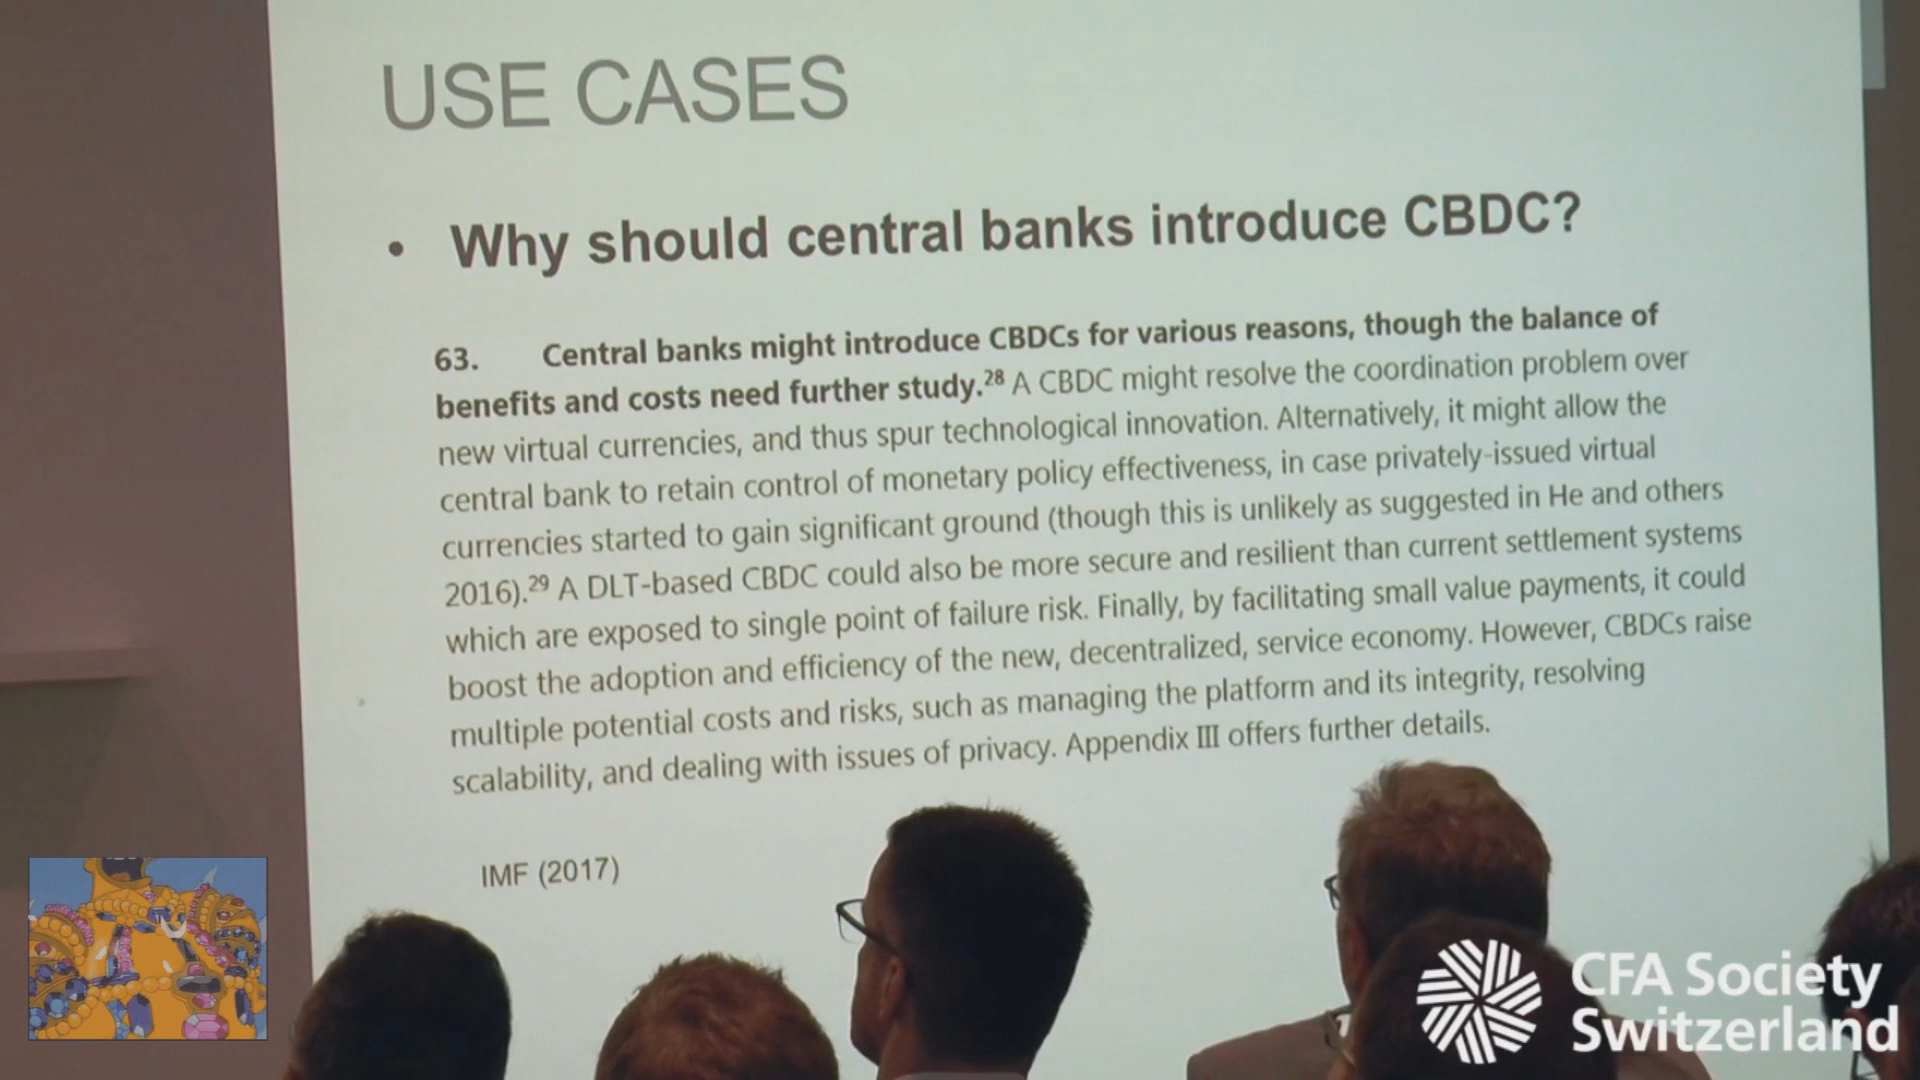 USE CASES
• Why should central banks introduce CBDC?
63. Central banks might introduce CBDCs for various reasons, though the balance of
benefits and costs need further study.28 A CBDC might resolve the coordination problem over
new virtual currencies, and thus spur technological innovation. Alternatively, it might allow the
central bank to retain control of monetary policy effectiveness, in case privately-issued virtual
currencies started to gain significant ground (though this is unlikely as suggested in He and others
2016).29 A DLT-based CBDC could also be more secure and resilient than current settlement systems
which are exposed to single point of failure risk. Finally, by facilitating small value payments, it could
boost the adoption and efficiency of the new, decentralized, service economy. However, CBDCs raise
multiple potential costs and risks, such as managing the platform and its integrity, resolving
scalability, and dealing with issues of privacy. Appendix III offers further details.
IMF (2017)
CFA Society
Switzerland